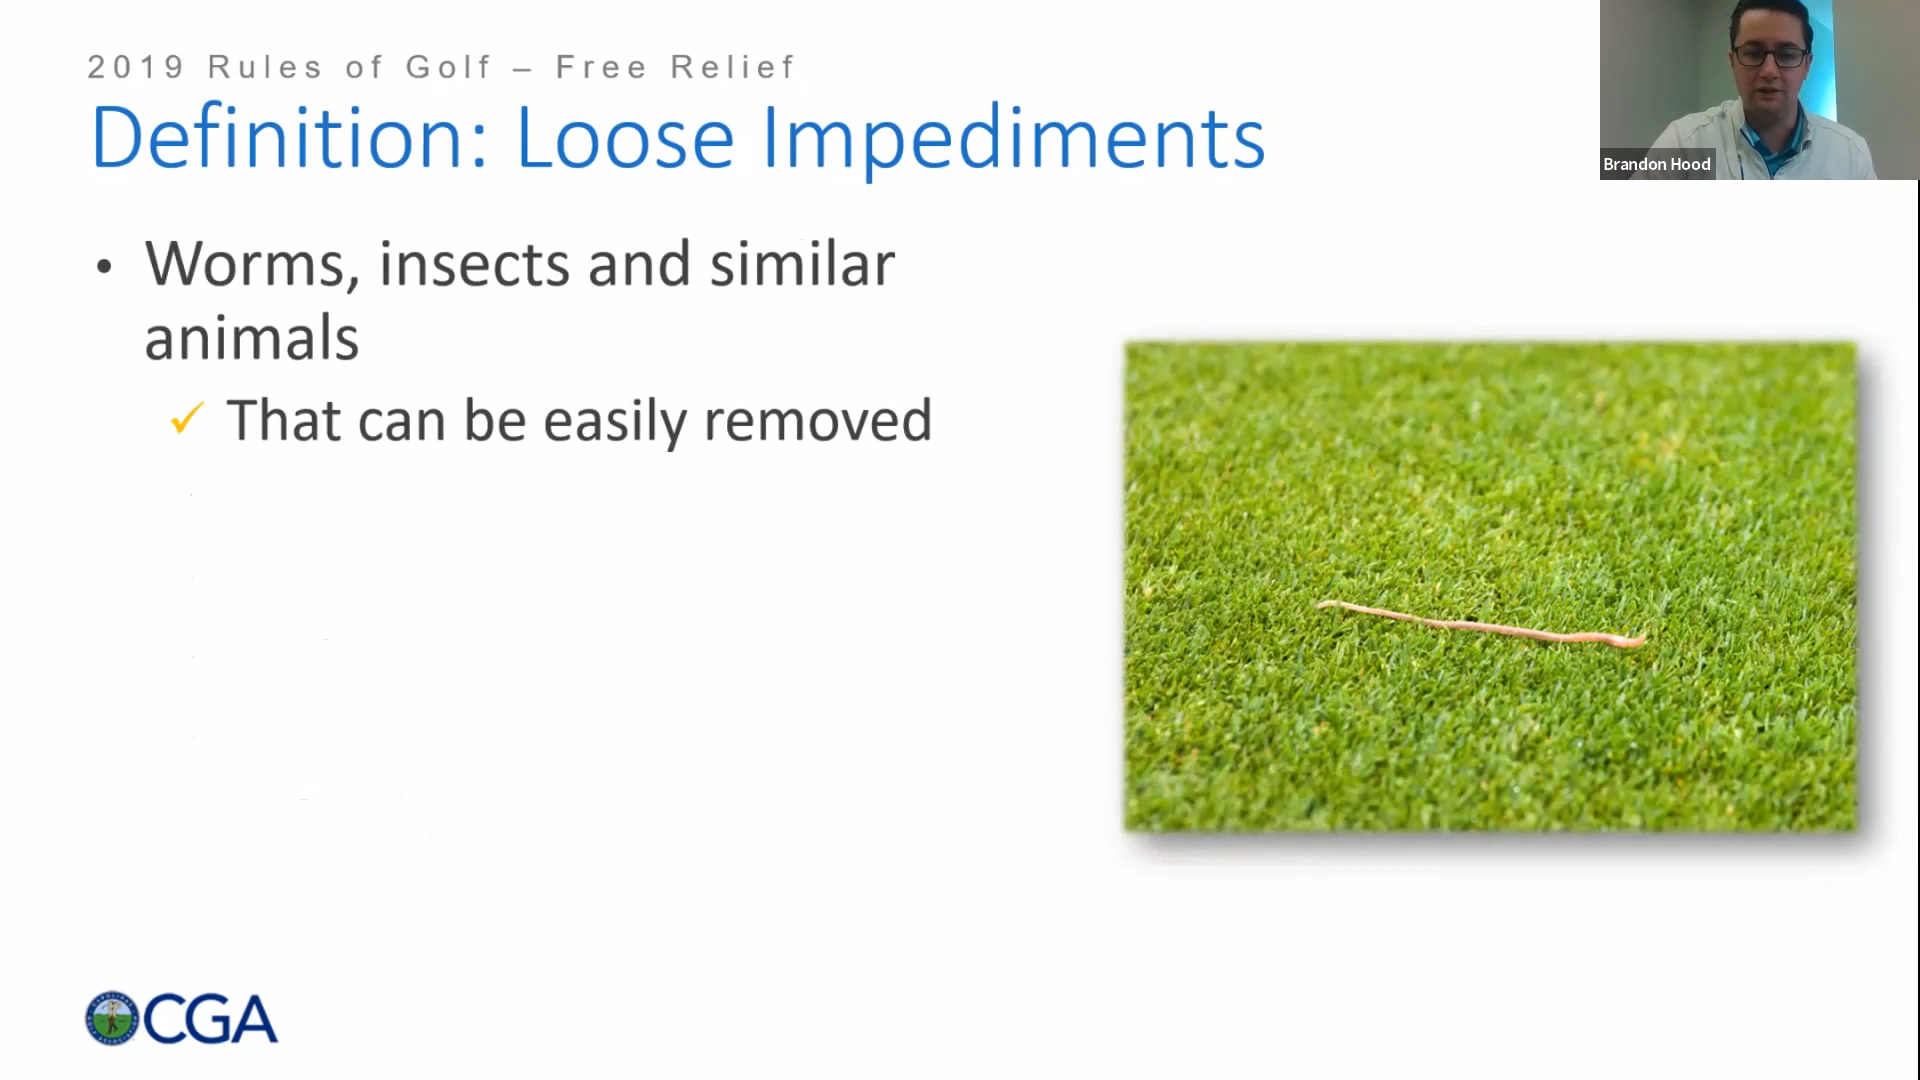 2019 Rules of Golf – Free Relief
Definition: Loose Impediments
Brandon Hood
• Worms, insects and similar
animals
✓ That can be easily removed
CGA